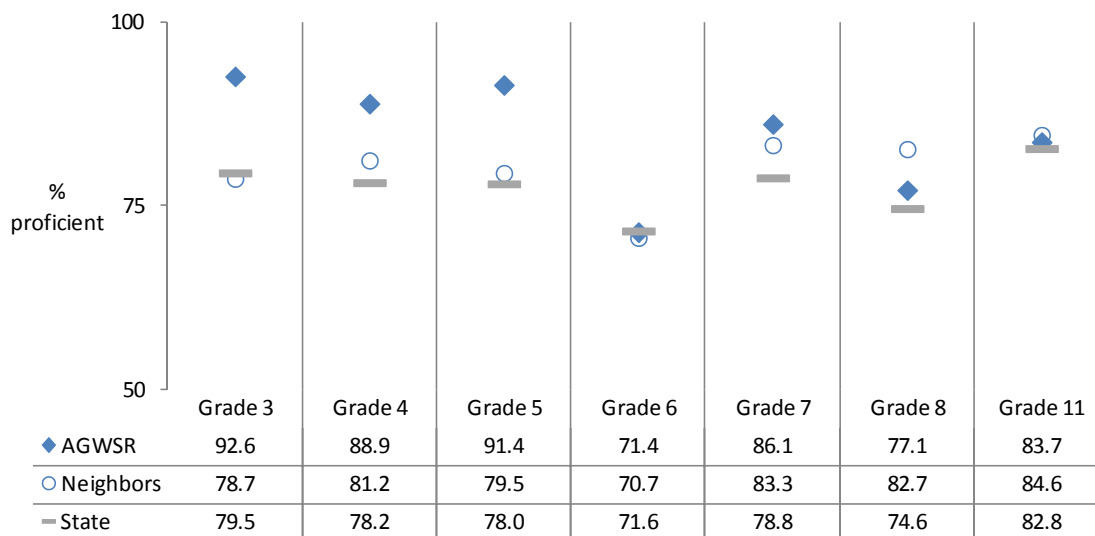 100
75
%
proficient
50
Grade 3 Grade 4 Grade 5 Grade 6 Grade 7 Grade 8 Grade 11
AGWSR 92.6 88.9 91.4 71.4 86.1 77.1 83.7
Neighbors 78.7 81.2 79.5 70.7 83.3 82.7 84.6
State 79.5 78.2 78.0 71.6 78.8 74.6 82.8